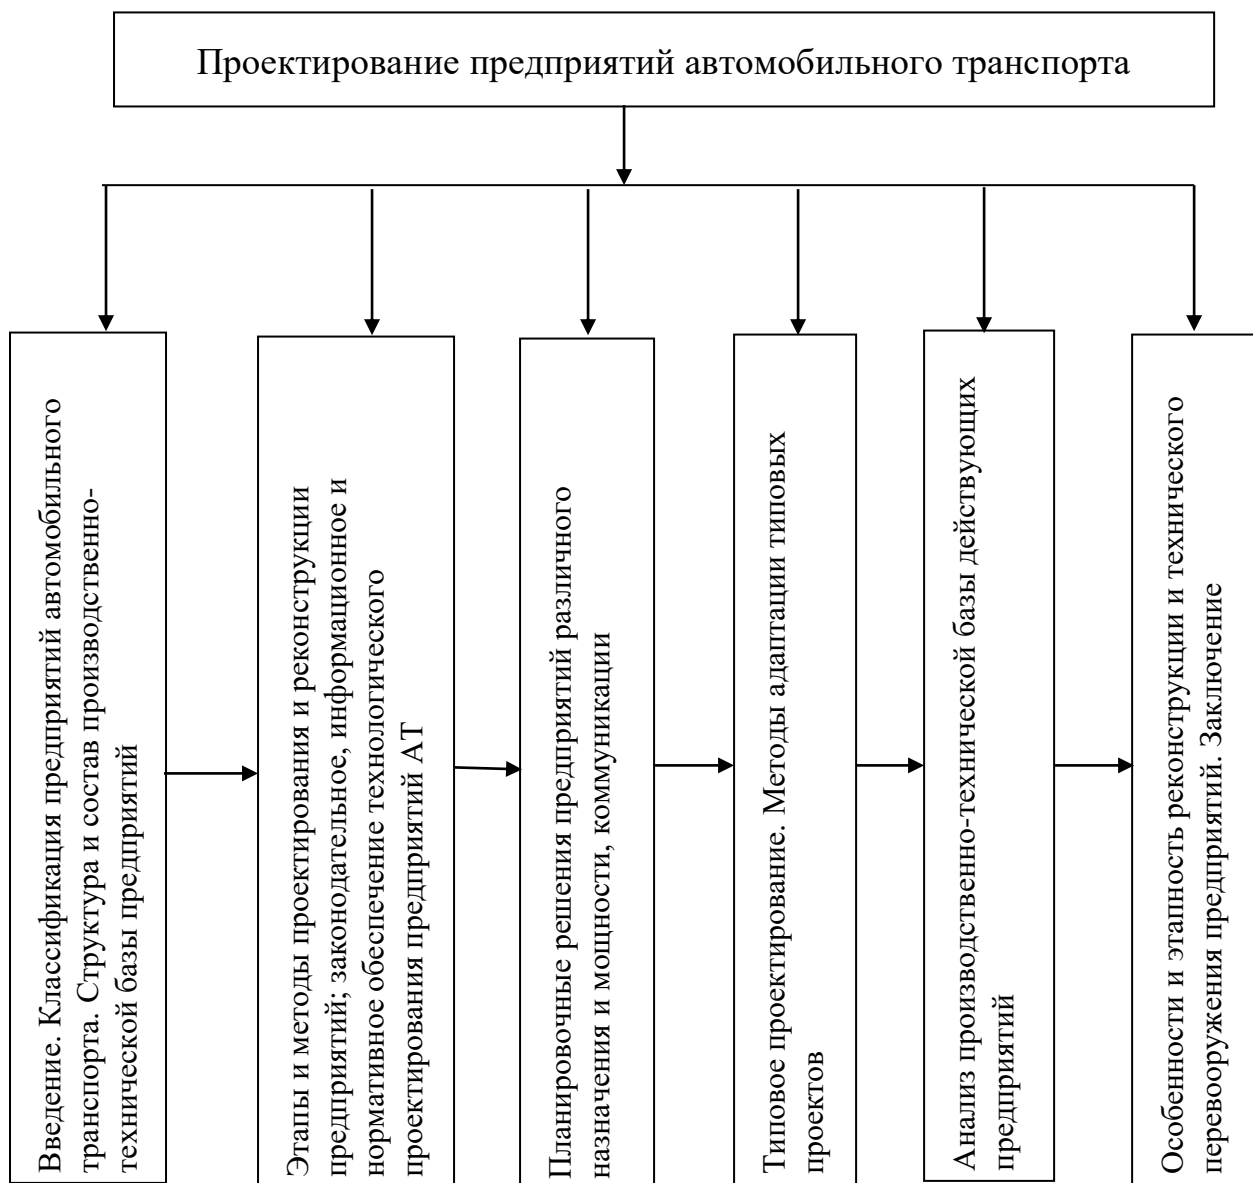 Проектирование предприятий автомобильного транспорта
Введение. Классификация предприятий автомобильного
транспорта. Структура и состав производственно-
технической базы предприятий
Этапы и методы проектирования и реконструкции
предприятий; законодательное, информационное и
нормативное обеспечение технологического
проектирования предприятий АТ
Планировочные решения предприятий различного
назначения и мощности, коммуникации
Типовое проектирование. Методы адаптации типовых
проектов
Анализ производственно-технической базы действующих
предприятий
Особенности и этапность реконструкции и технического
перевооружения предприятий. Заключение